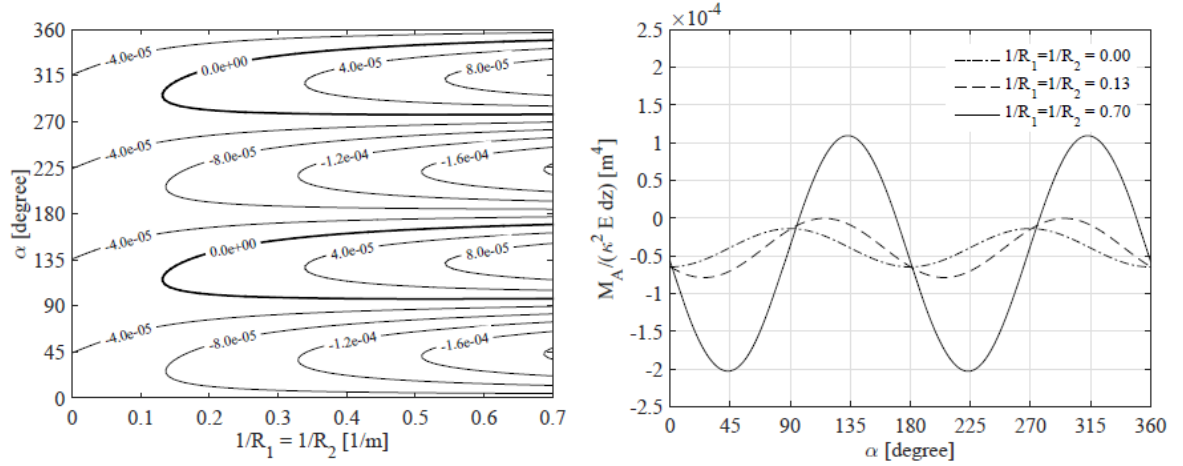 360
315
270
225
180
135
90
45
0
α [degree]
-4.0e-05
0.0e+00
4.0e-05
8.0e-05
-4.0e-05
-8.0e-05
-1.2e-04
-1.6e-04
-4.0e-05
0.0e+00
4.0e-05
8.0e-05
-4.0e-05
-8.0e-05
-1.2e-04
-1.6e-04
0 0.1 0.2 0.3 0.4 0.5 0.6 0.7
1/R₁ = 1/R₂ [1/m]
×10⁻⁴
2.5
2
1.5
1
0.5
0
-0.5
-1
-1.5
-2
-2.5
M_A/(κ² E dz) [m⁴]
1/R₁=1/R₂ = 0.00
1/R₁=1/R₂ = 0.13
1/R₁=1/R₂ = 0.70
0 45 90 135 180 225 270 315 360
α [degree]